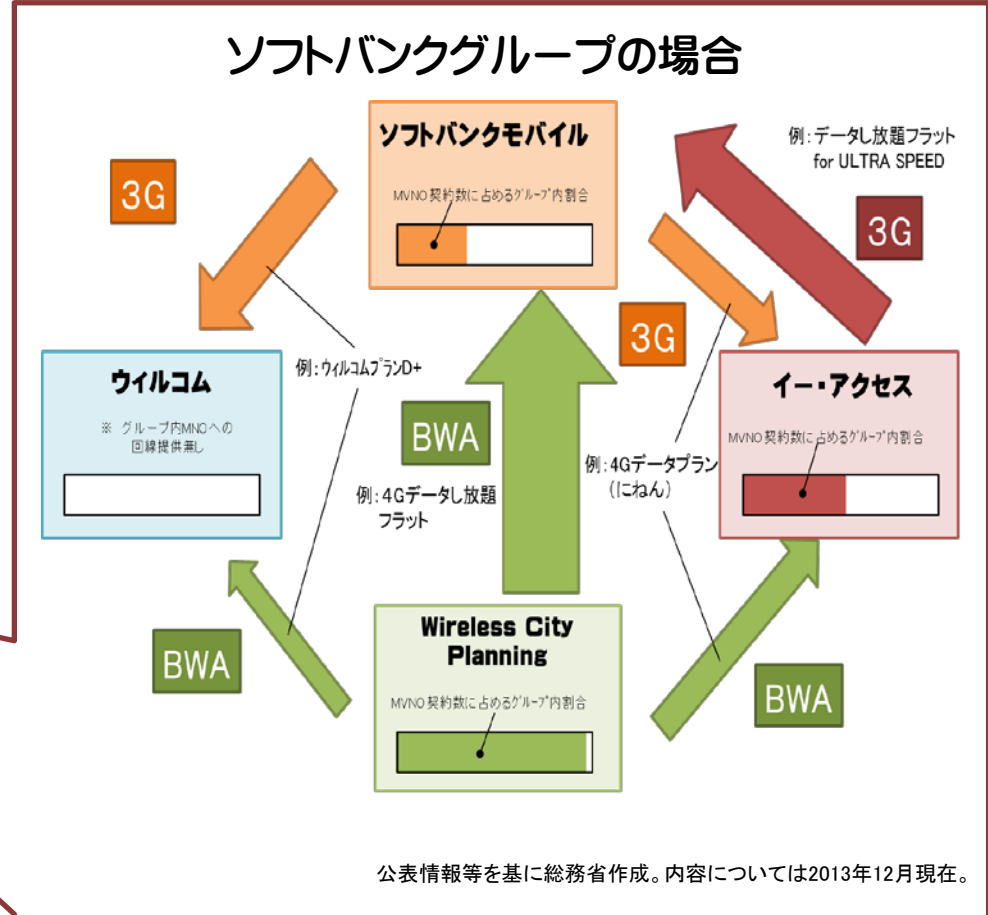 ソフトバンクグループの場合
ソフトバンクモバイル
MVNO契約数に占めるグループ内割合
例：データし放題フラット
for ULTRA SPEED
3G
3G
3G
ウィルコム
※ グループ内MNOへの
回線提供無し
例：ウィルコムプランD+
BWA
例：4Gデータし放題
フラット
例：4Gデータプラン
(にねん)
イー・アクセス
MVNO契約数に占めるグループ内割合
BWA
Wireless City
Planning
MVNO契約数に占めるグループ内割合
BWA
公表情報等を基に総務省作成。内容については2013年12月現在。